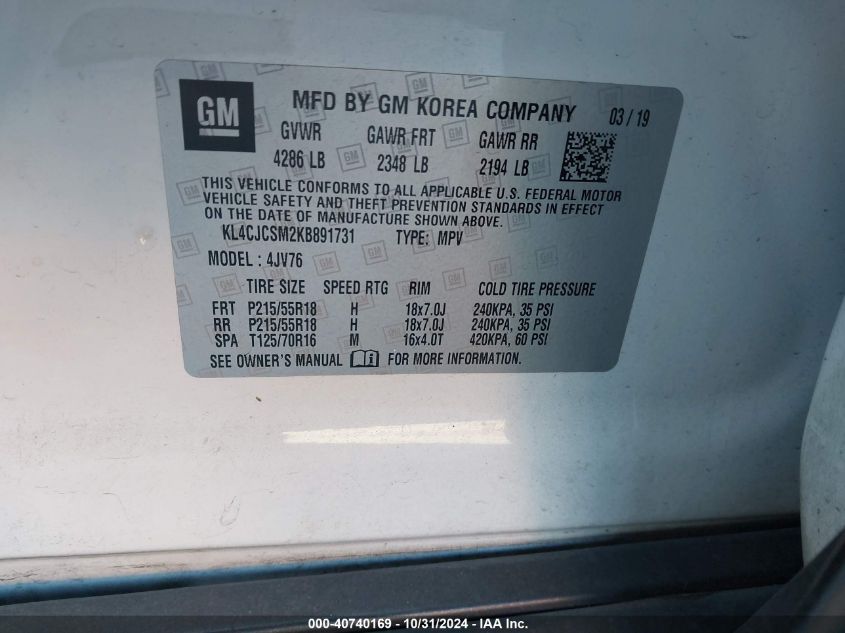 GM MFD BY GM KOREA COMPANY 03/19
GVWR GAWR FRT GAWR RR
4286 LB 2348 LB 2194 LB
THIS VEHICLE CONFORMS TO ALL APPLICABLE U.S. FEDERAL MOTOR
VEHICLE SAFETY AND THEFT PREVENTION STANDARDS IN EFFECT
ON THE DATE OF MANUFACTURE SHOWN ABOVE.
KL4CJCSM2KB891731 TYPE: MPV
MODEL : 4JV76
TIRE SIZE SPEED RTG RIM COLD TIRE PRESSURE
FRT P215/55R18 H 18x7.0J 240KPA, 35 PSI
RR P215/55R18 H 18x7.0J 240KPA, 35 PSI
SPA T125/70R16 M 16x4.0T 420KPA, 60 PSI
SEE OWNER'S MANUAL FOR MORE INFORMATION.
000-40740169 - 10/31/2024 - IAAI.com Inc.